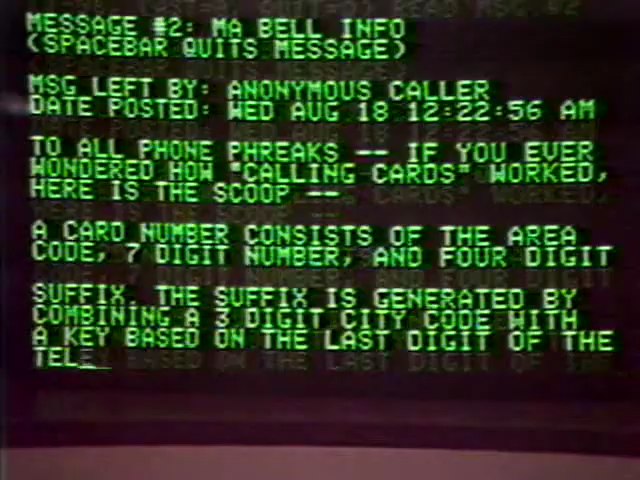 MESSAGE #2: MA BELL INFO
(SPACEBAR QUITS MESSAGE)
MSG LEFT BY: ANONYMOUS CALLER
DATE POSTED: WED AUG 18 12:22:56 AM
TO ALL PHONE PHREAKS -- IF YOU EVER
WONDERED HOW "CALLING CARDS" WORKED,
HERE IS THE SCOOP --
A CARD NUMBER CONSISTS OF THE AREA
CODE, 7 DIGIT NUMBER, AND FOUR DIGIT
SUFFIX. THE SUFFIX IS GENERATED BY
COMBINING A 3 DIGIT CITY CODE WITH
A KEY BASED ON THE LAST DIGIT OF THE
TEL_